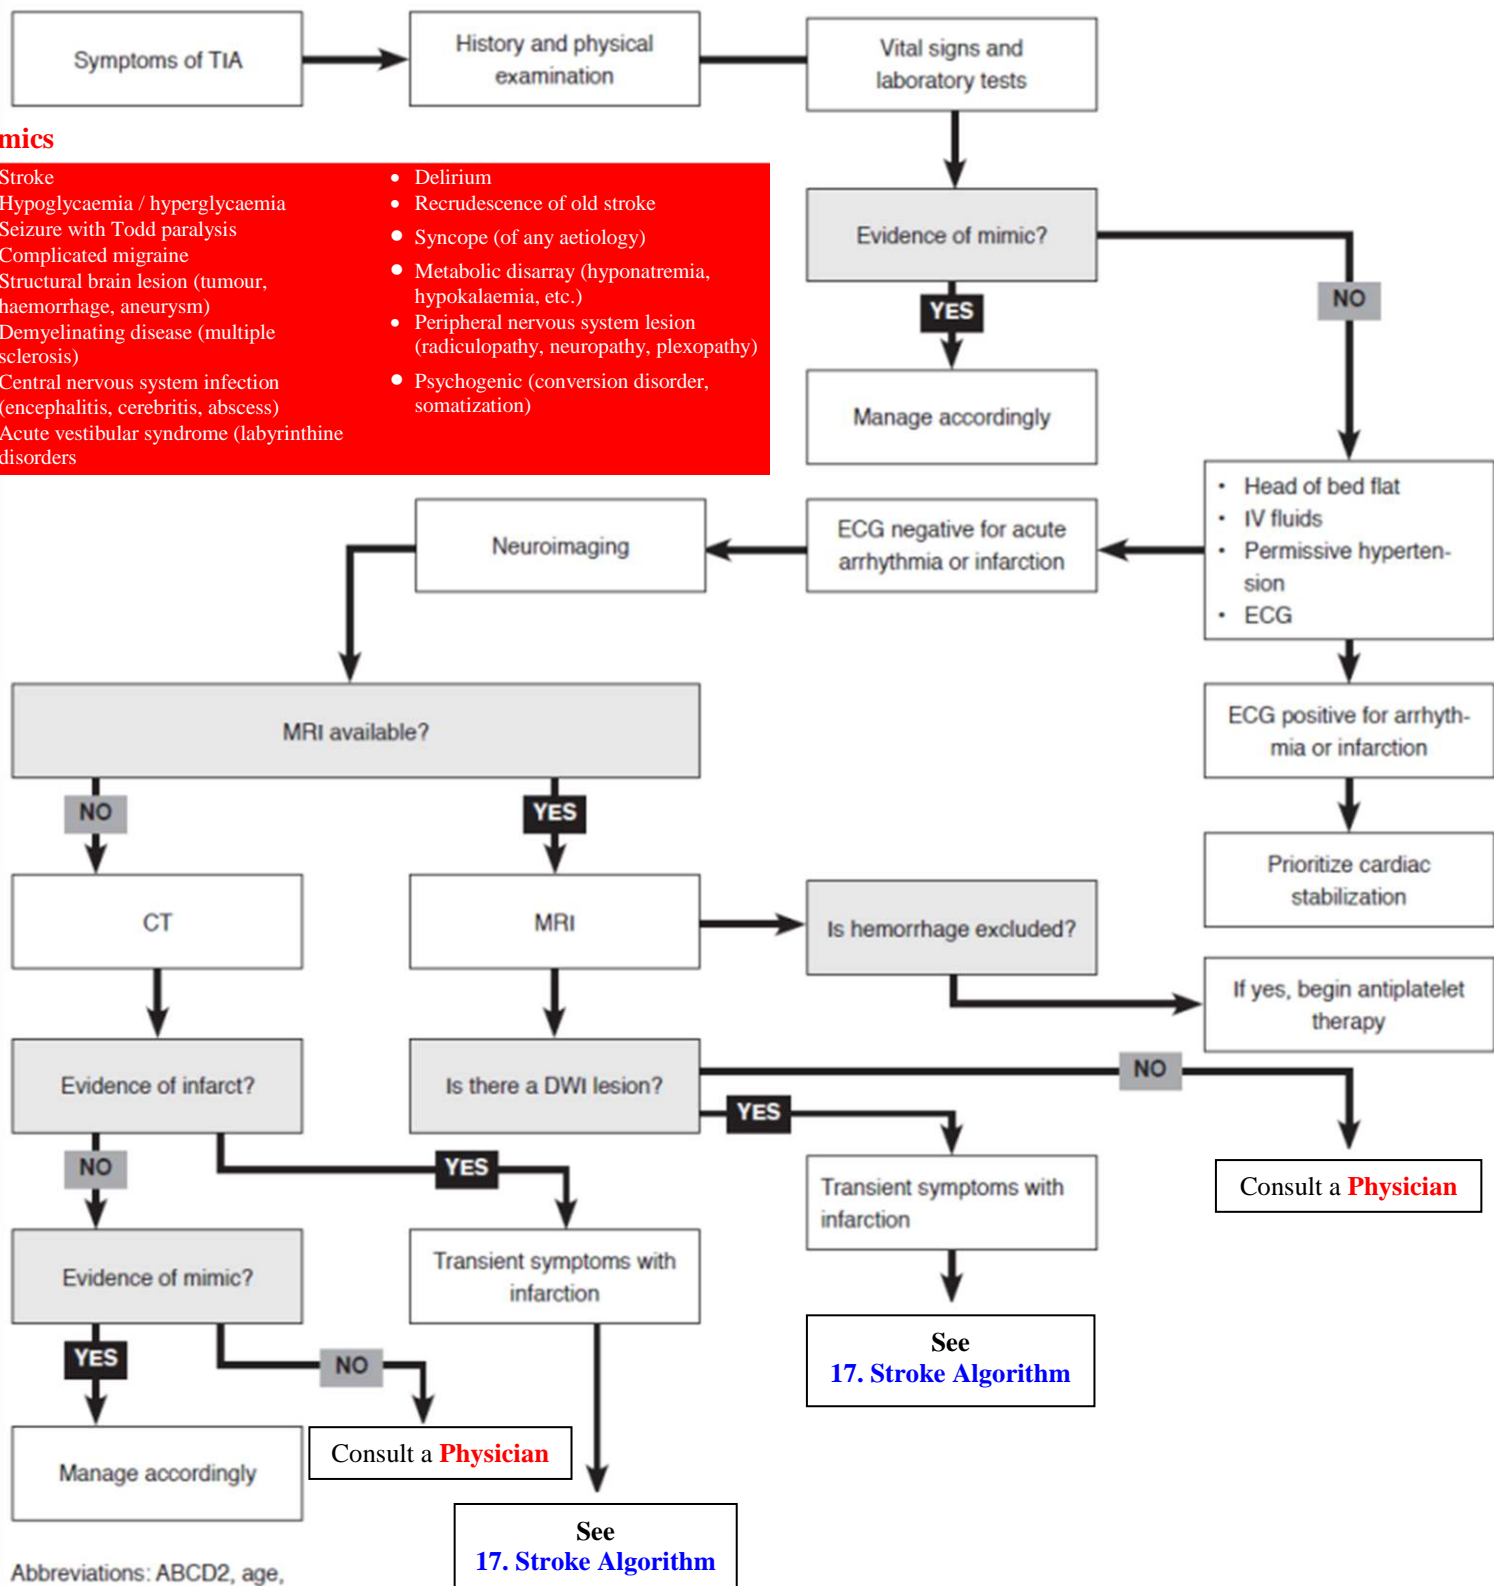 Symptoms of TIA
History and physical
examination
Vital signs and
laboratory tests
mics
Stroke
Hypoglycaemia / hyperglycaemia
Seizure with Todd paralysis
Complicated migraine
Structural brain lesion (tumour,
haemorrhage, aneurysm)
Demyelinating disease (multiple
sclerosis)
Central nervous system infection
(encephalitis, cerebritis, abscess)
Acute vestibular syndrome (labyrinthine
disorders
• Delirium
• Recrudescence of old stroke
• Syncope (of any aetiology)
• Metabolic disarray (hyponatremia,
hypokalaemia, etc.)
• Peripheral nervous system lesion
(radiculopathy, neuropathy, plexopathy)
• Psychogenic (conversion disorder,
somatization)
Evidence of mimic?
YES
NO
Manage accordingly
• Head of bed flat
• IV fluids
• Permissive hyperten-
sion
• ECG
ECG negative for acute
arrhythmia or infarction
Neuroimaging
MRI available?
ECG positive for arrhyth-
mia or infarction
NO
YES
Prioritize cardiac
stabilization
CT
MRI
Is hemorrhage excluded?
If yes, begin antiplatelet
therapy
Evidence of infarct?
Is there a DWI lesion?
NO
YES
NO
YES
Consult a Physician
Transient symptoms with
infarction
Evidence of mimic?
Transient symptoms with
infarction
See
17. Stroke Algorithm
YES
NO
Manage accordingly
Consult a Physician
See
17. Stroke Algorithm
Abbreviations: ABCD2, age,